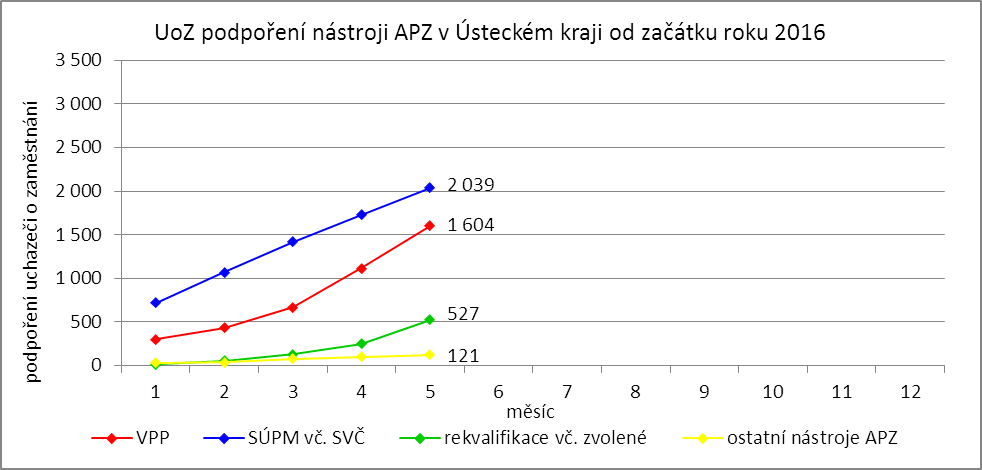 UoZ podpoření nástroji APZ v Ústeckém kraji od začátku roku 2016
podpoření uchazeči o zaměstnání
3 500
3 000
2 500
2 000
1 500
1 000
500
0
2 039
1 604
527
121
1 2 3 4 5 6 7 8 9 10 11 12
měsíc
VPP SÚPM vč. SVČ rekvalifikace vč. zvolené ostatní nástroje APZ